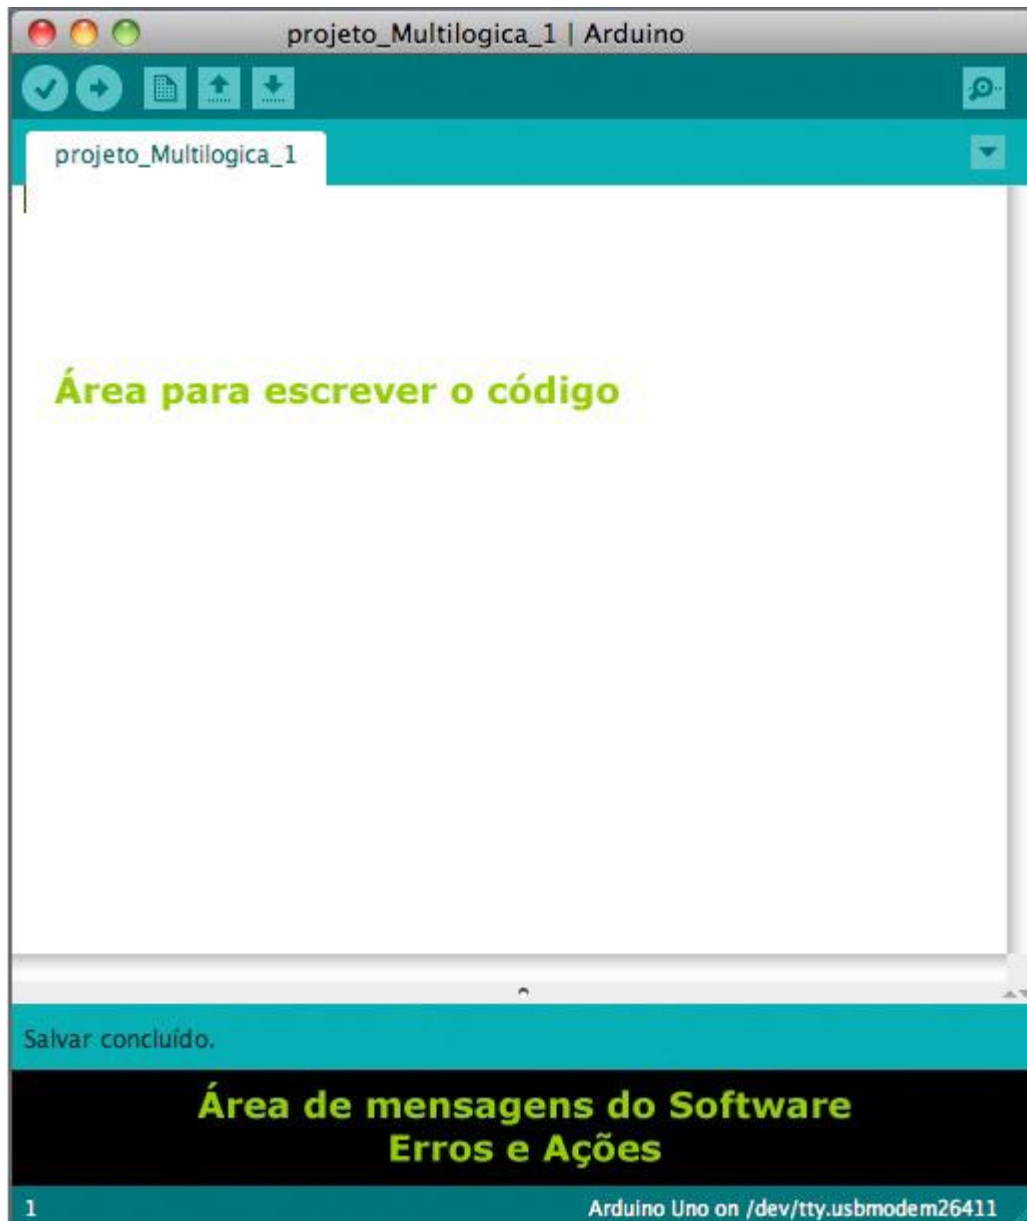 projeto_Multilogica_1 | Arduino
projeto_Multilogica_1
Área para escrever o código
Salvar concluído.
Área de mensagens do Software
Erros e Ações
1
Arduino Uno on /dev/tty.usbmodem26411